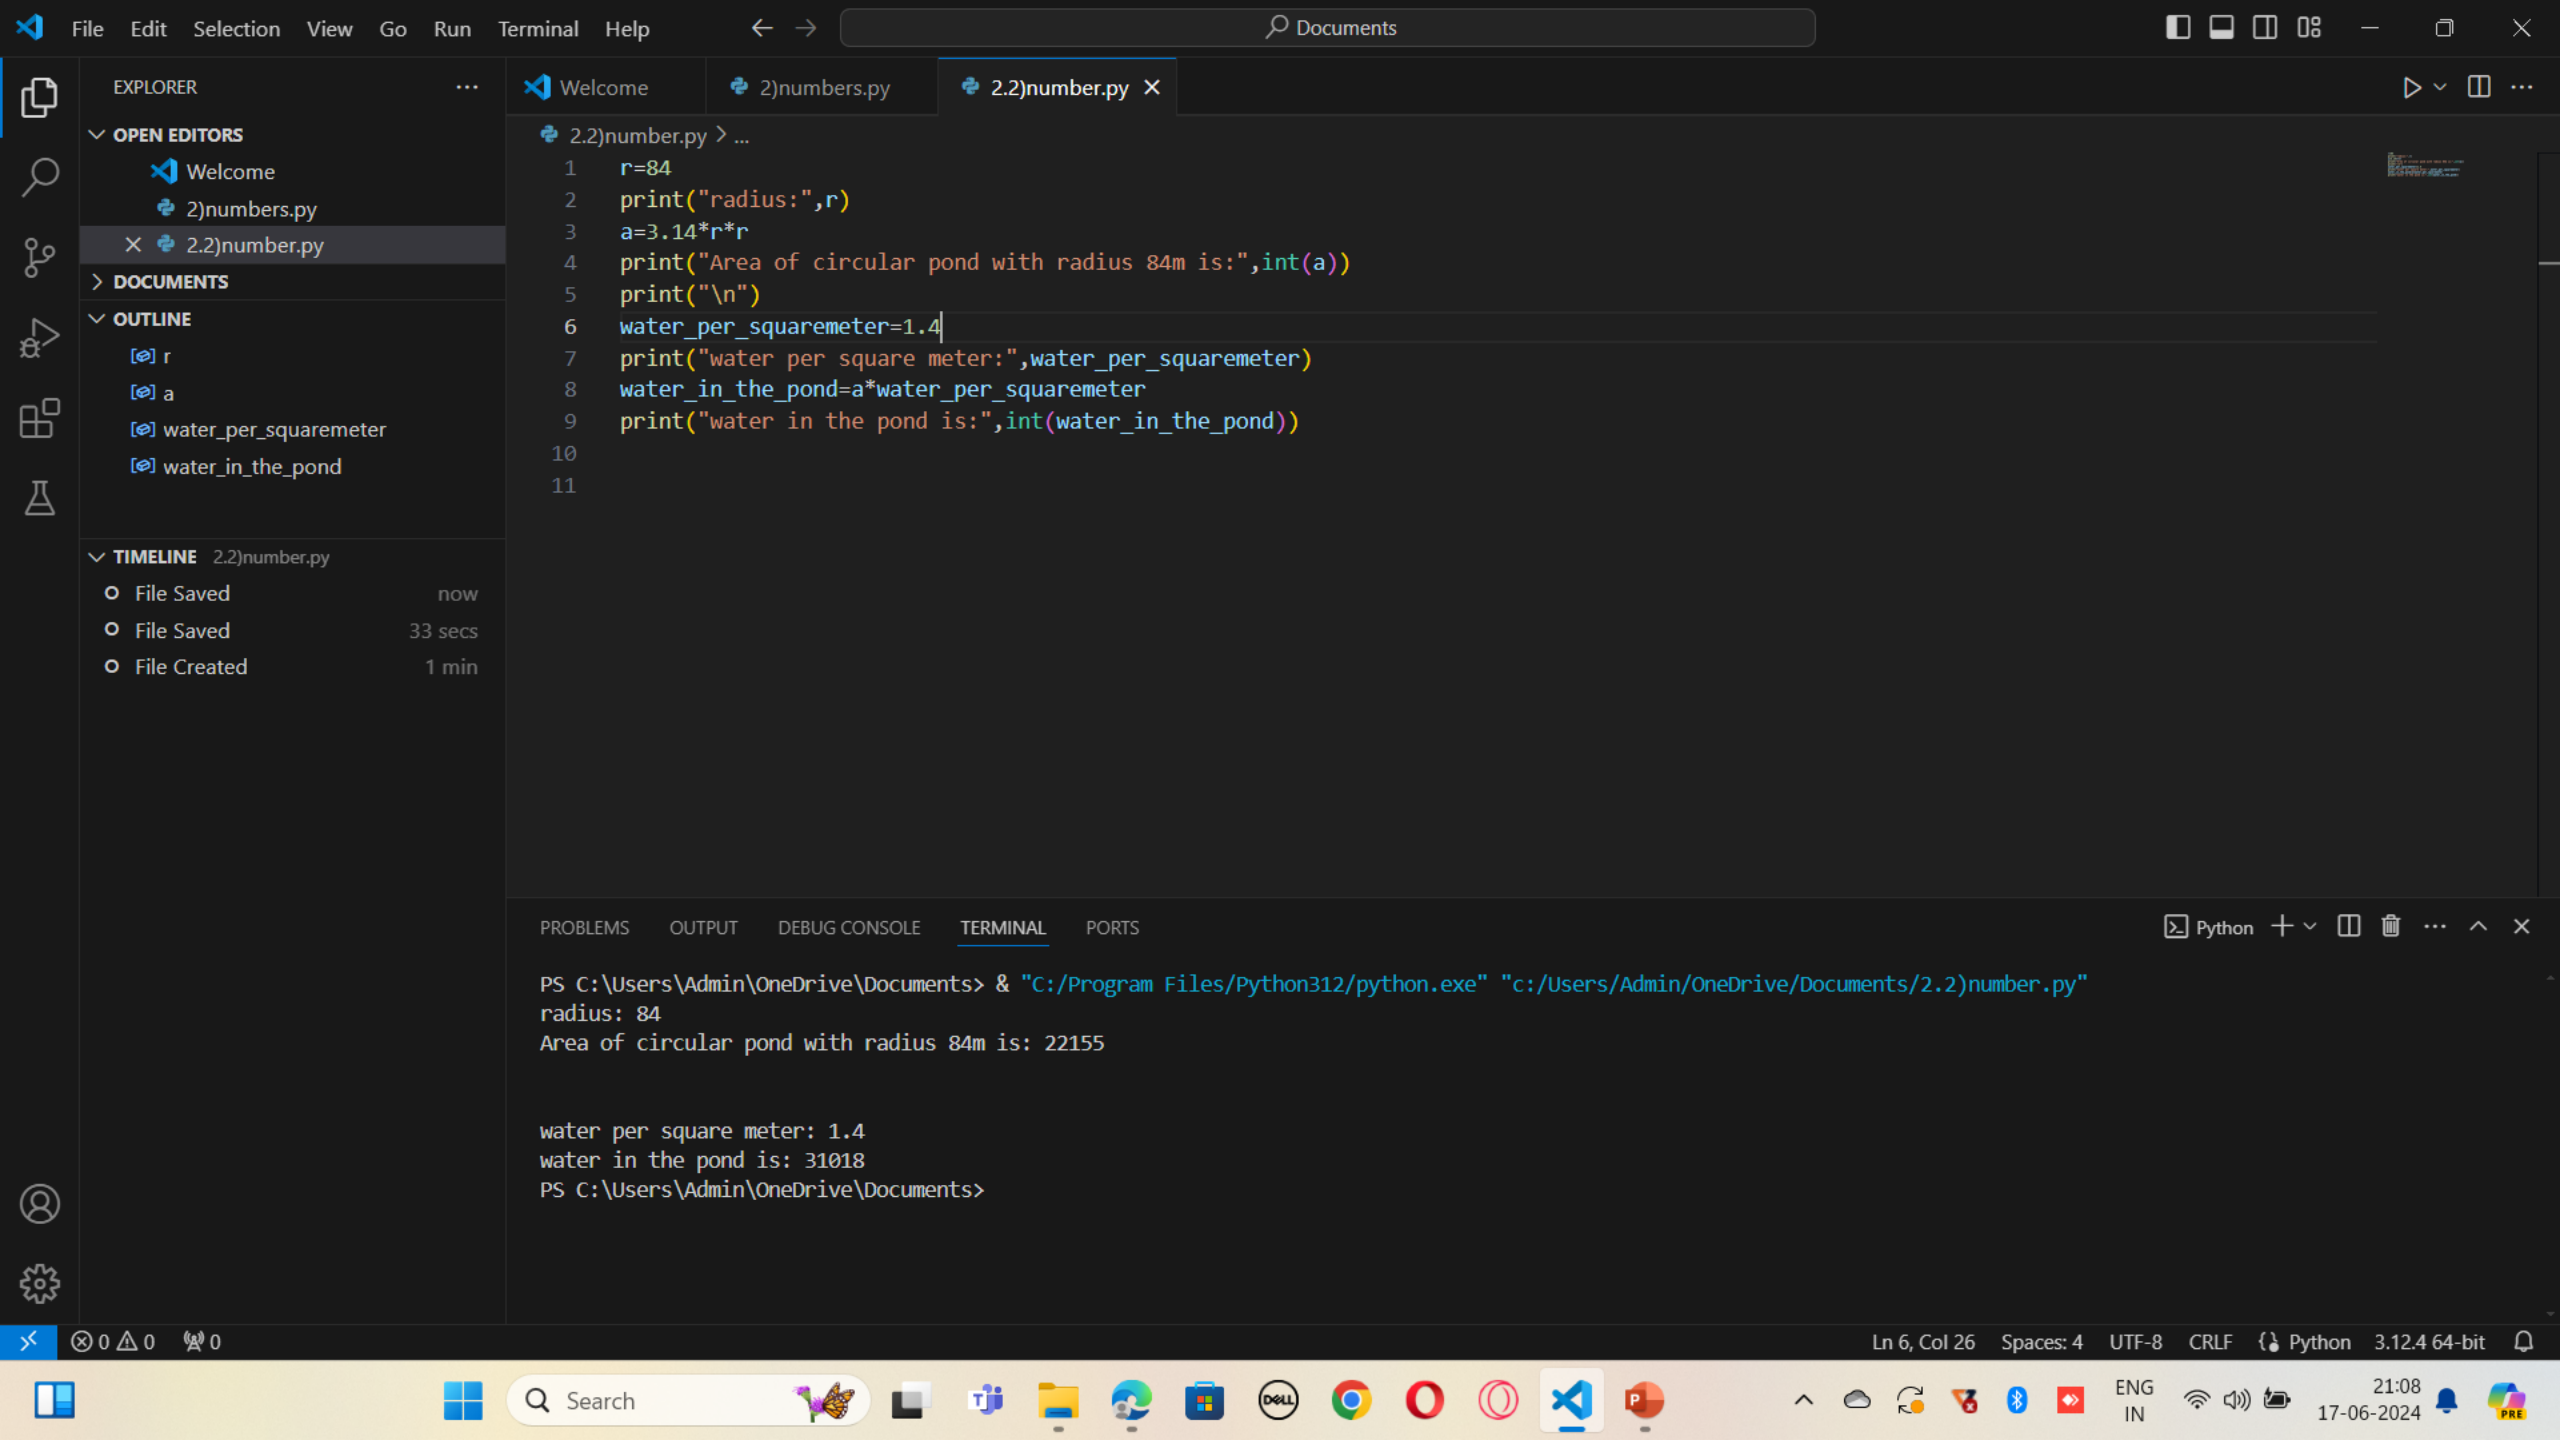 File Edit Selection View Go Run Terminal Help Documents
EXPLORER
OPEN EDITORS
Welcome
2)numbers.py
2.2)number.py
DOCUMENTS
OUTLINE
r
a
water_per_squaremeter
water_in_the_pond
TIMELINE 2.2)number.py
File Saved now
File Saved 33 secs
File Created 1 min
Welcome 2)numbers.py 2.2)number.py
2.2)number.py > ...
1 r=84
2 print("radius:",r)
3 a=3.14*r*r
4 print("Area of circular pond with radius 84m is:",int(a))
5 print("\n")
6 water_per_squaremeter=1.4
7 print("water per square meter:",water_per_squaremeter)
8 water_in_the_pond=a*water_per_squaremeter
9 print("water in the pond is:",int(water_in_the_pond))
10
11
PROBLEMS OUTPUT DEBUG CONSOLE TERMINAL PORTS Python
PS C:\Users\Admin\OneDrive\Documents> & "C:/Program Files/Python312/python.exe" "c:/Users/Admin/OneDrive/Documents/2.2)number.py"
radius: 84
Area of circular pond with radius 84m is: 22155
water per square meter: 1.4
water in the pond is: 31018
PS C:\Users\Admin\OneDrive\Documents>
0 0 0 Ln 6, Col 26 Spaces: 4 UTF-8 CRLF Python 3.12.4 64-bit
Search DELL ENG 21:08
IN 17-06-2024 PRE